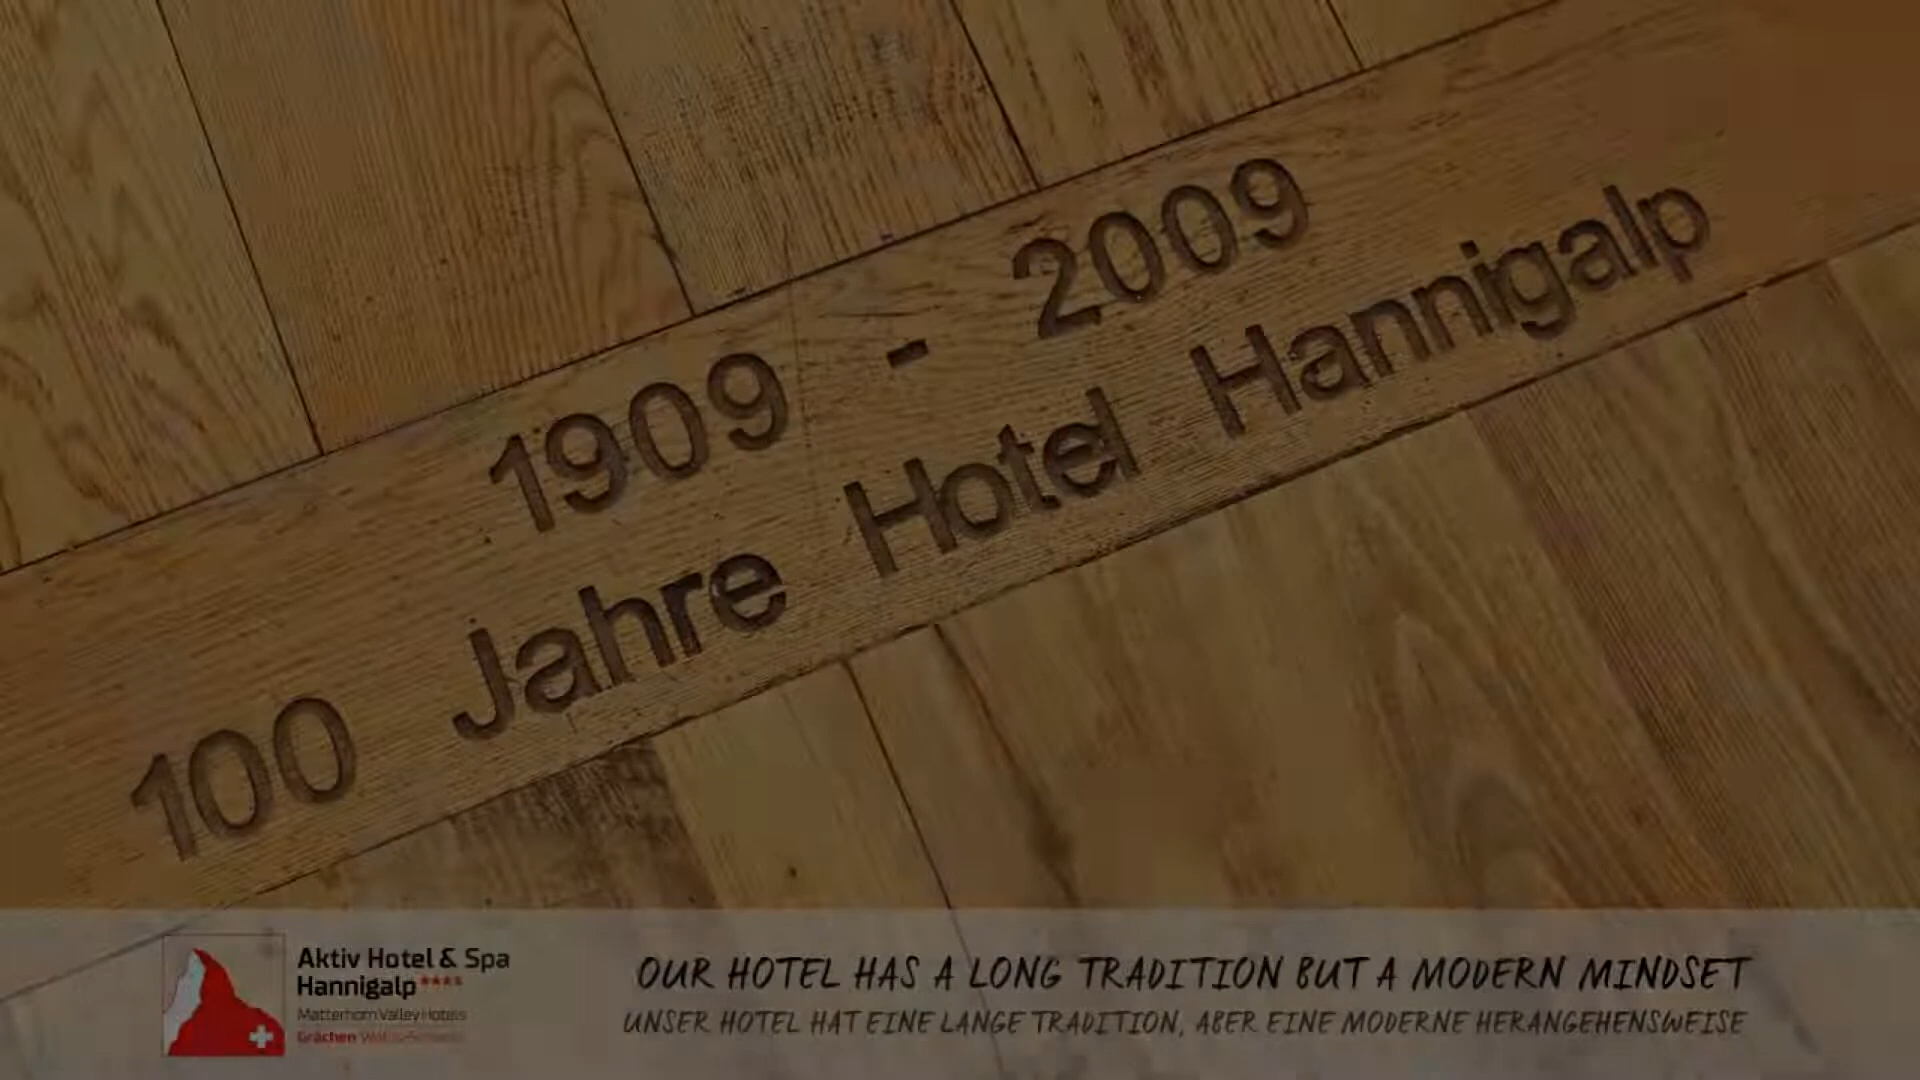 1909 - 2009
100 Jahre Hotel Hannigalp
Aktiv Hotel & Spa
Hannigalp****
Matterhorn Valley Hotels
Grächen
OUR HOTEL HAS A LONG TRADITION BUT A MODERN MINDSET
UNSER HOTEL HAT EINE LANGE TRADITION, ABER EINE MODERNE HERANGEHENSWEISE